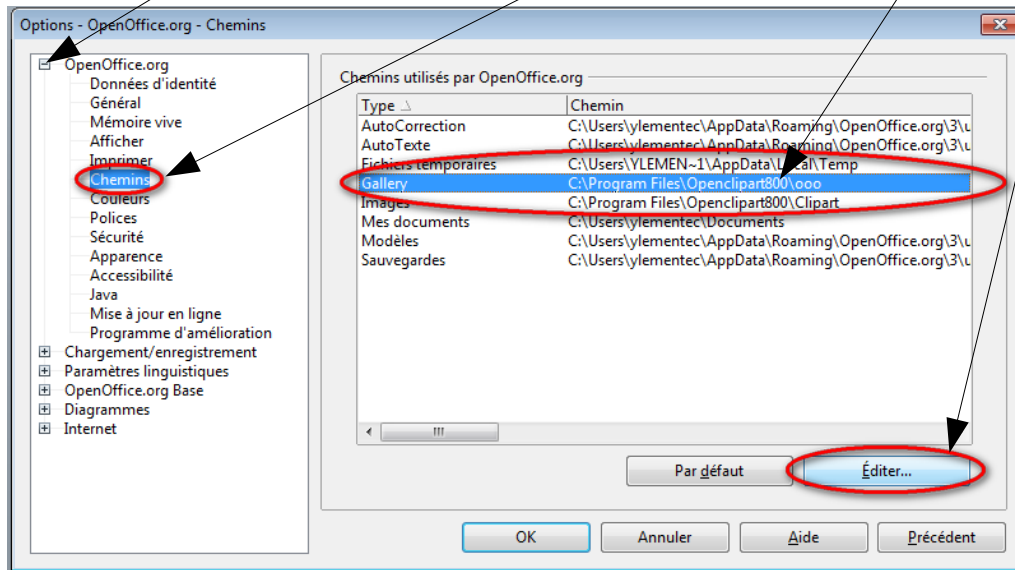 Options - OpenOffice.org - Chemins
OpenOffice.org
Données d'identité
Général
Mémoire vive
Afficher
Imprimer
Chemins
Couleurs
Polices
Sécurité
Apparence
Accessibilité
Java
Mise à jour en ligne
Programme d'amélioration
Chargement/enregistrement
Paramètres linguistiques
OpenOffice.org Base
Diagrammes
Internet
Chemins utilisés par OpenOffice.org
Type Chemin
AutoCorrection C:\Users\ylementec\AppData\Roaming\OpenOffice.org\3\u
AutoTexte C:\Users\ylementec\AppData\Roaming\OpenOffice.org\3\u
Fichiers temporaires C:\Users\YLEMEN~1\AppData\Local\Temp
Gallery C:\Program Files\Openclipart800\ooo
Images C:\Program Files\Openclipart800\Clipart
Mes documents C:\Users\ylementec\Documents
Modèles C:\Users\ylementec\AppData\Roaming\OpenOffice.org\3\u
Sauvegardes C:\Users\ylementec\AppData\Roaming\OpenOffice.org\3\u
Par défaut Éditer...
OK Annuler Aide Précédent